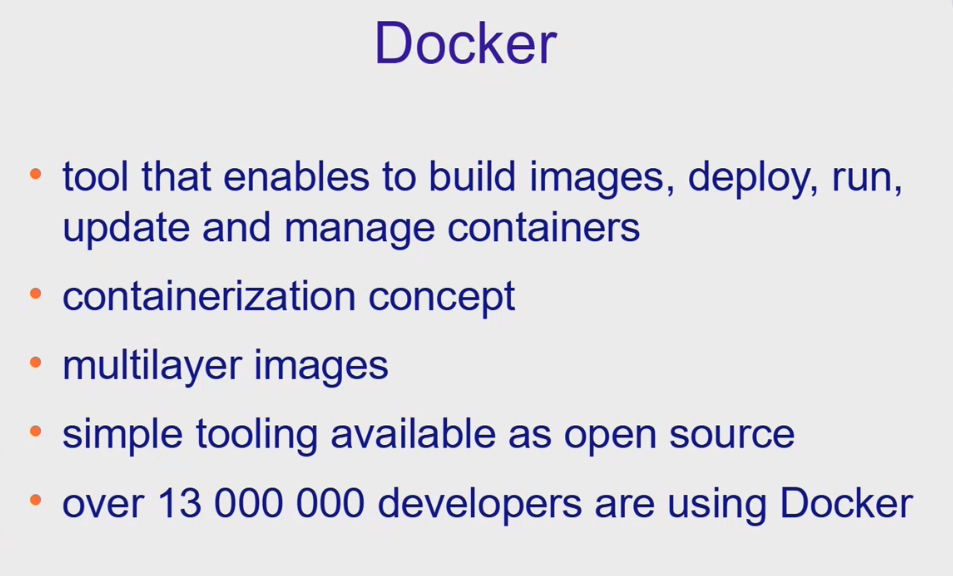 Docker
• tool that enables to build images, deploy, run,
update and manage containers
• containerization concept
• multilayer images
• simple tooling available as open source
• over 13 000 000 developers are using Docker